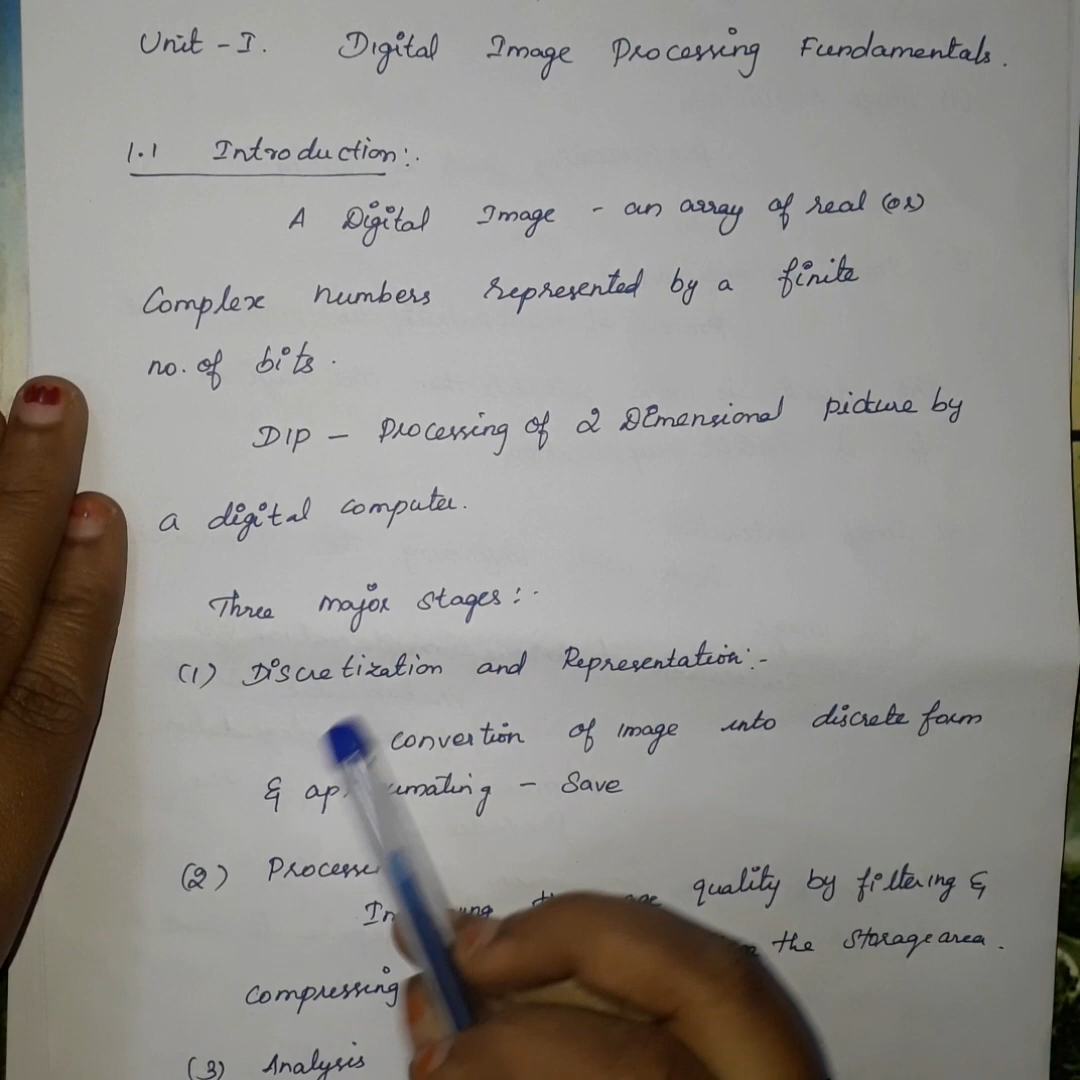 Unit - I. Digital Image Processing Fundamentals.
1.1 Introduction:.
A Digital Image - an array of real (or)
Complex numbers represented by a finite
no. of bits.
DIP - Processing of 2 Dimensional picture by
a digital computer.
Three major stages:-
(1) Discretization and Representation:-
convertion of image into discrete form
& - Save
(2)
quality by filtering &
compressing the storage area.
(3) Analysis